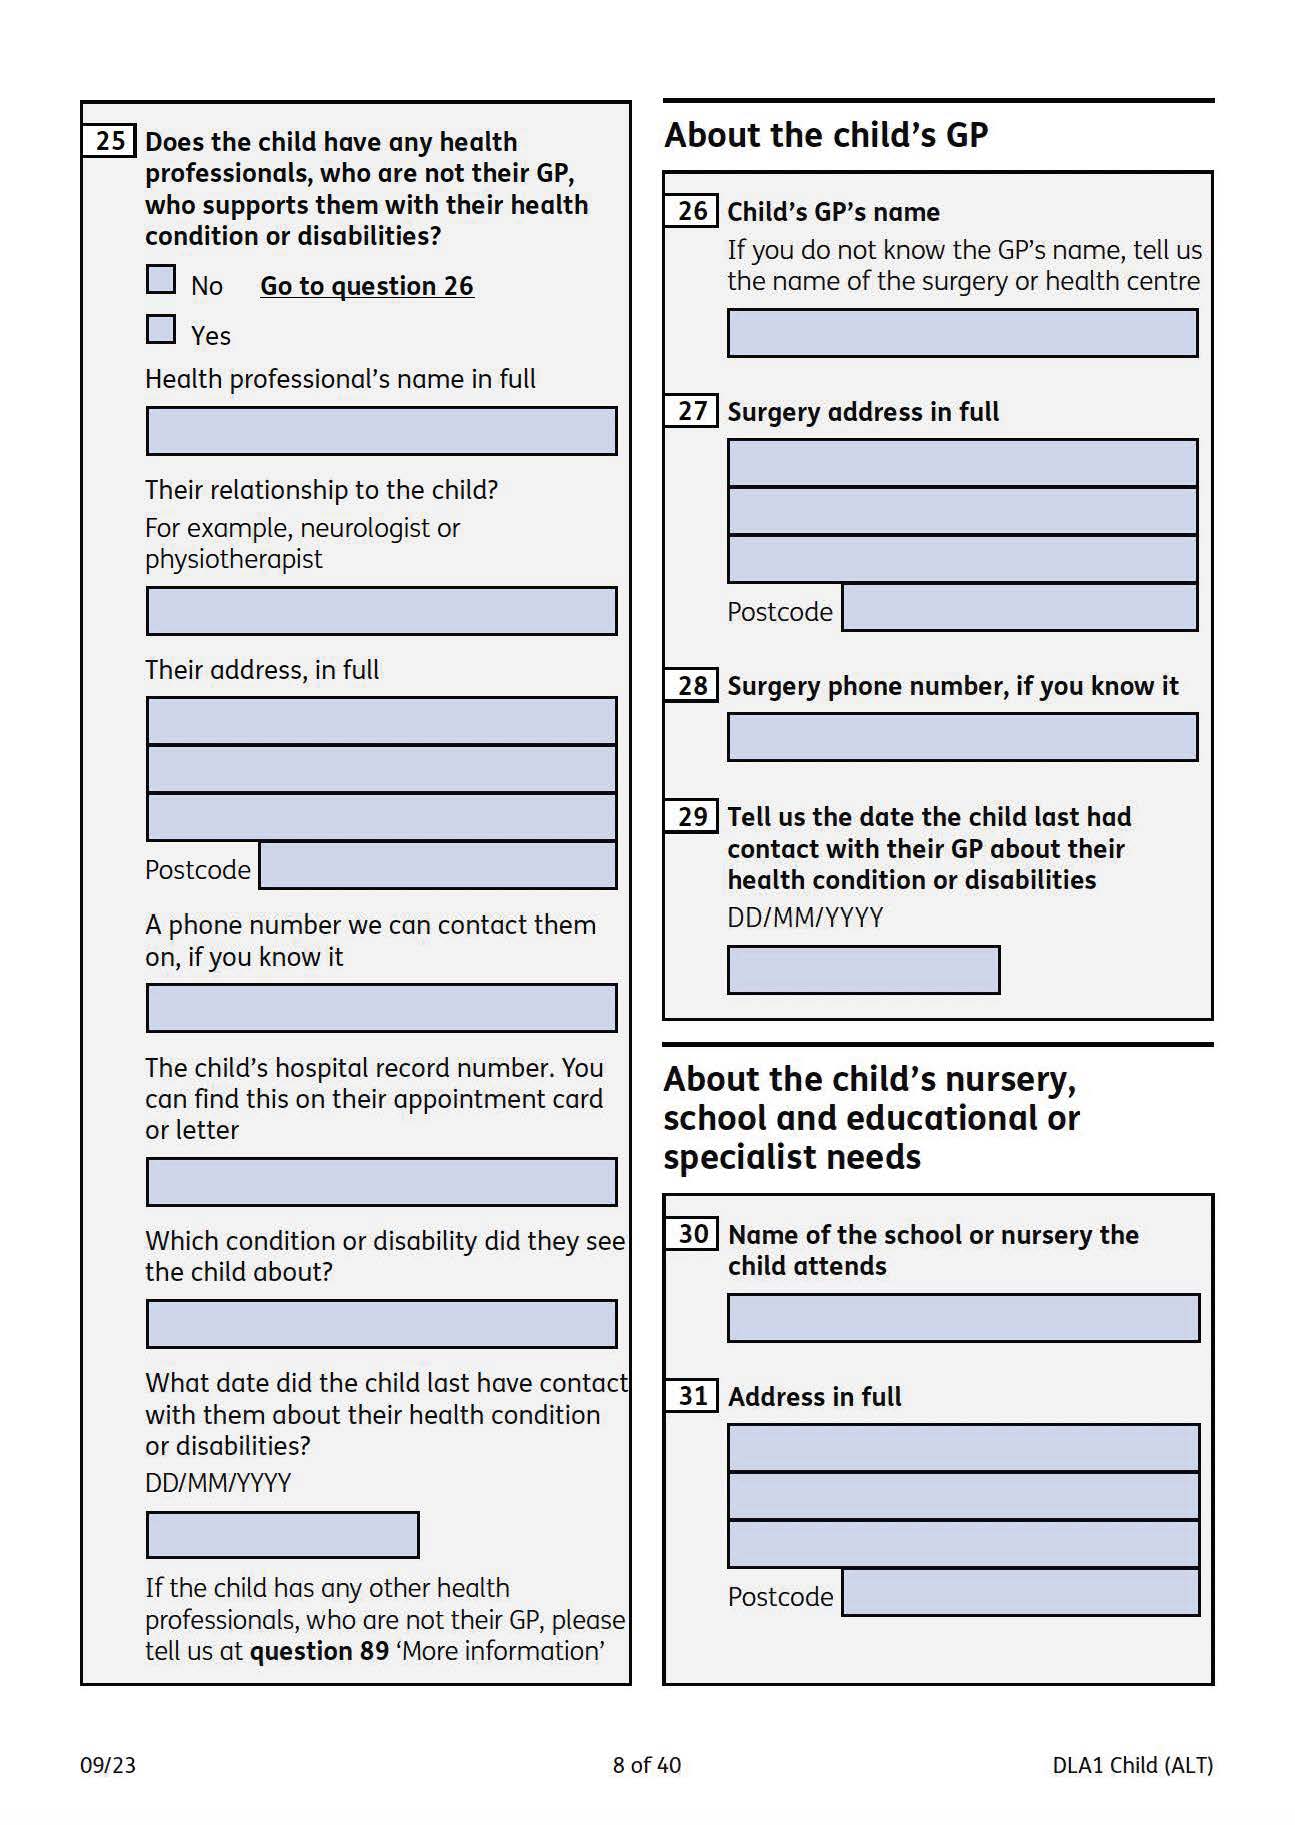 25 Does the child have any health
professionals, who are not their GP,
who supports them with their health
condition or disabilities?
No Go to question 26
Yes
Health professional’s name in full
Their relationship to the child?
For example, neurologist or
physiotherapist
Their address, in full
Postcode
A phone number we can contact them
on, if you know it
The child’s hospital record number. You
can find this on their appointment card
or letter
Which condition or disability did they see
the child about?
What date did the child last have contact
with them about their health condition
or disabilities?
DD/MM/YYYY
If the child has any other health
professionals, who are not their GP, please
tell us at question 89 ‘More information’
About the child’s GP
26 Child’s GP’s name
If you do not know the GP’s name, tell us
the name of the surgery or health centre
27 Surgery address in full
Postcode
28 Surgery phone number, if you know it
29 Tell us the date the child last had
contact with their GP about their
health condition or disabilities
DD/MM/YYYY
About the child’s nursery,
school and educational or
specialist needs
30 Name of the school or nursery the
child attends
31 Address in full
Postcode
09/23 8 of 40 DLA1 Child (ALT)